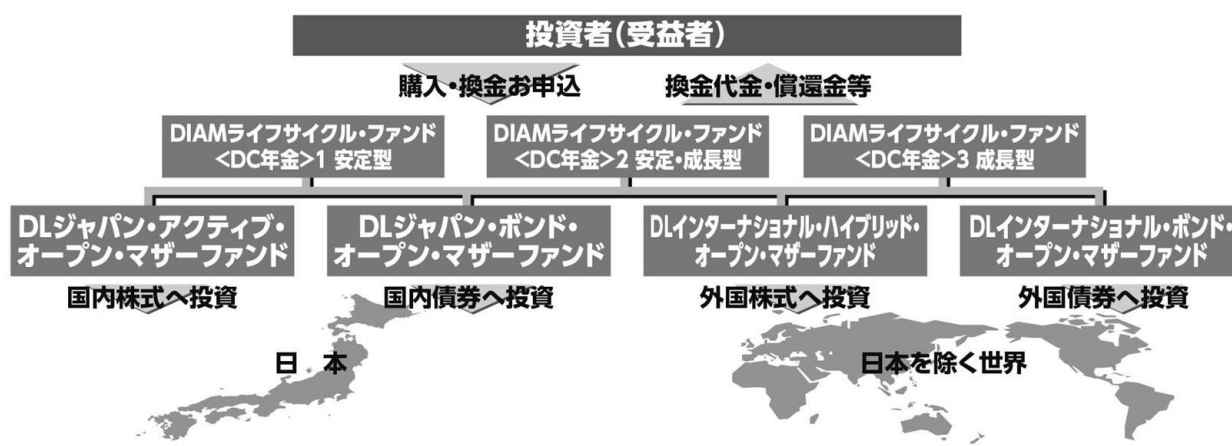 投資者(受益者)
購入・換金お申込
換金代金・償還金等
DIAMライフサイクル・ファンド
<DC年金>1 安定型
DIAMライフサイクル・ファンド
<DC年金>2 安定・成長型
DIAMライフサイクル・ファンド
<DC年金>3 成長型
DLジャパン・アクティブ・
オープン・マザーファンド
DLジャパン・ボンド・
オープン・マザーファンド
DLインターナショナル・ハイブリッド・
オープン・マザーファンド
DLインターナショナル・ボンド・
オープン・マザーファンド
国内株式へ投資
国内債券へ投資
外国株式へ投資
外国債券へ投資
日 本
日本を除く世界